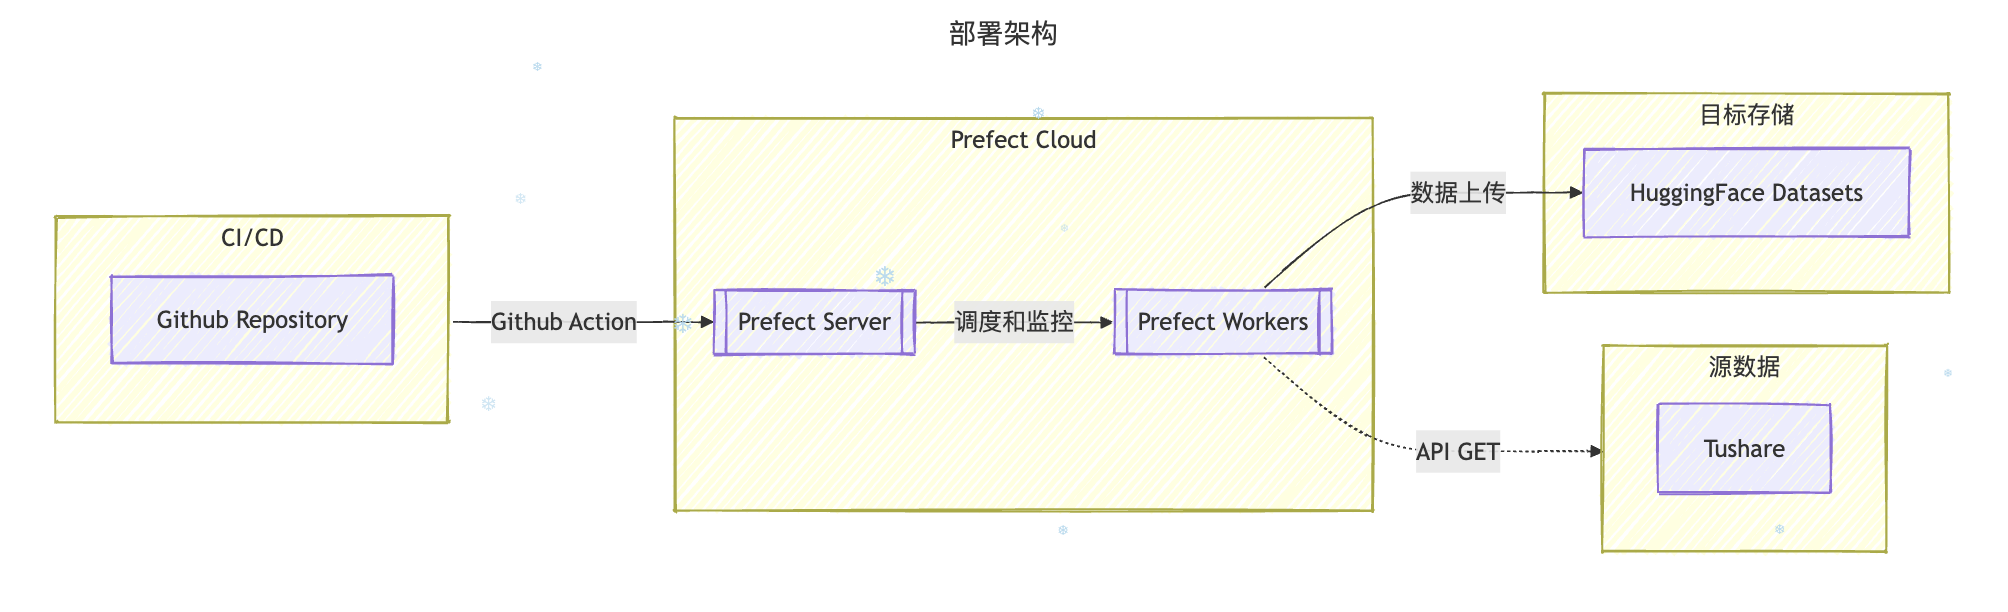 部署架构
CI/CD
Github Repository
Github Action
Prefect Cloud
Prefect Server
调度和监控
Prefect Workers
数据上传
目标存储
HuggingFace Datasets
API GET
源数据
Tushare